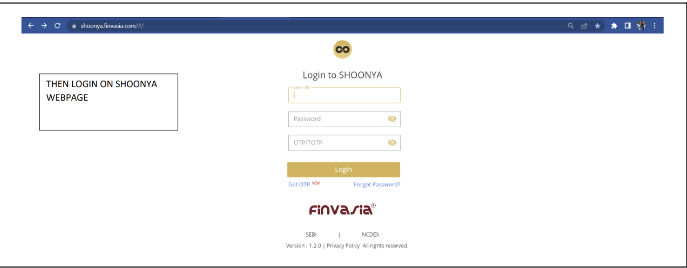 shoonya.finvasia.com/#/
THEN LOGIN ON SHOONYA
WEBPAGE
Login to SHOONYA
User ID
Password
OTP/TOTP
Login
Get OTP NEW
Forgot Password?
Finvasia®
SEBI | NCDEX
Version : 1.2.0 | Privacy Policy All rights reserved.